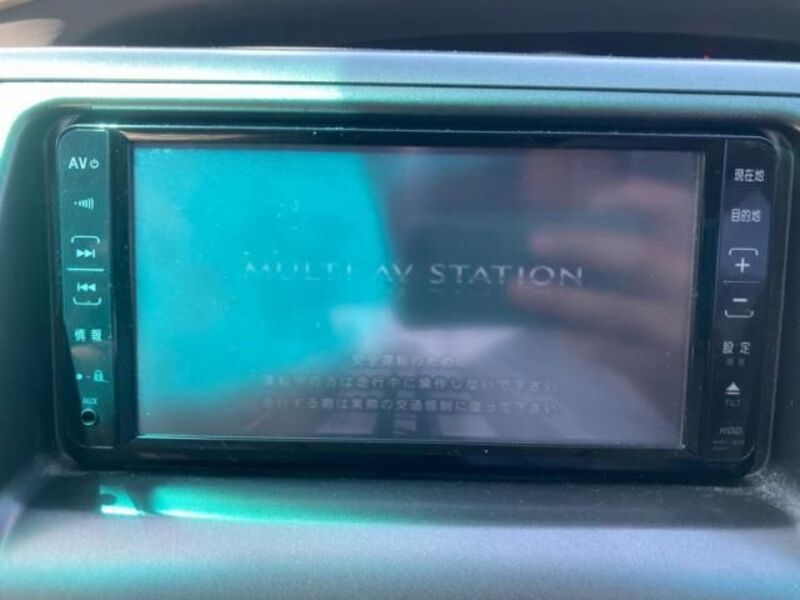 AV
情報
AUX
MULTI AV STATION
安全運転のために
運転中の方は走行中に操作しないで下さい
走行する際は実際の交通規制に従って下さい
現在地
目的地
+
−
設定
TILT
HDD